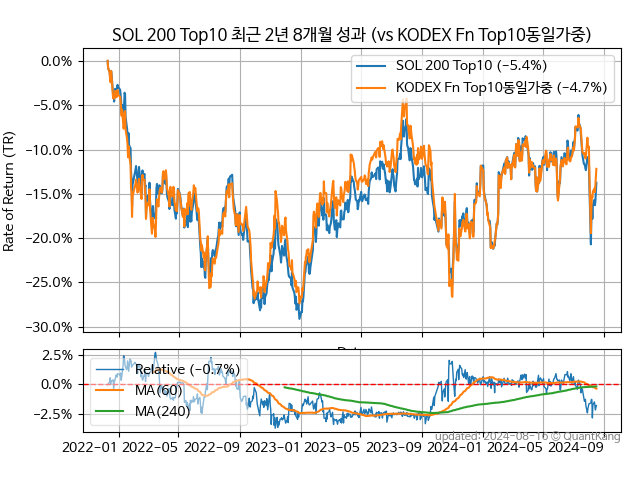 SOL 200 Top10 최근 2년 8개월 성과 (vs KODEX Fn Top10동일가중)
0.0%
−5.0%
−10.0%
−15.0%
−20.0%
−25.0%
−30.0%
Rate of Return (TR)
SOL 200 Top10 (−5.4%)
KODEX Fn Top10동일가중 (−4.7%)
2.5%
0.0%
−2.5%
Relative (−0.7%)
MA(60)
MA(240)
updated: 2024-08-16 © QuantKang
2022−01 2022−05 2022−09 2023−01 2023−05 2023−09 2024−01 2024−05 2024−09